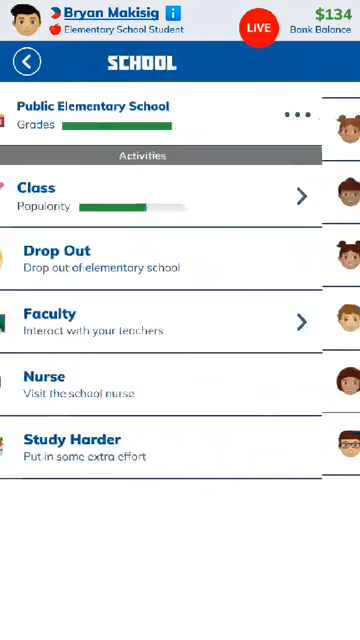 Bryan Makisig
Elementary School Student
LIVE
$134
Bank Balance
SCHOOL
Public Elementary School
Grades
Activities
Class
Popularity
Drop Out
Drop out of elementary school
Faculty
Interact with your teachers
Nurse
Visit the school nurse
Study Harder
Put in some extra effort